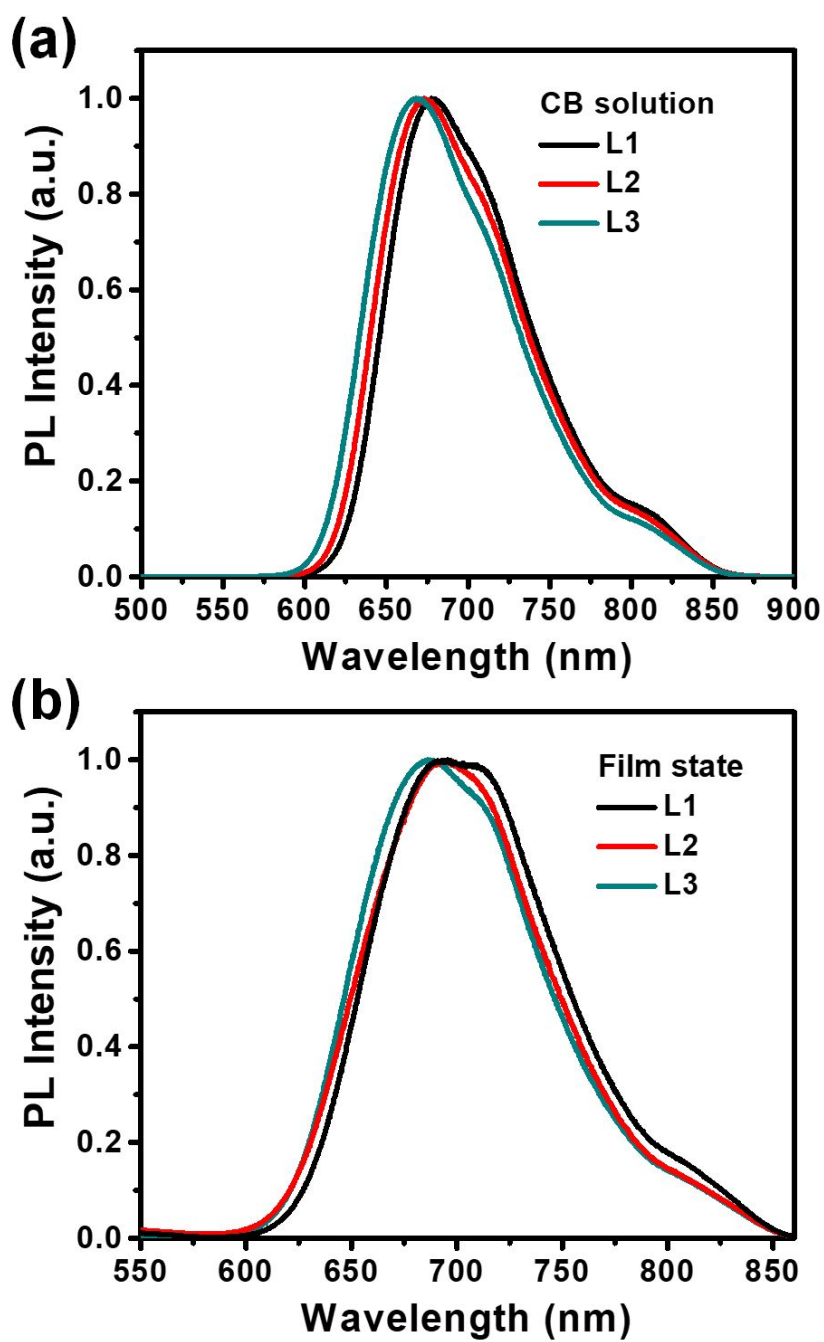 (a)
CB solution
L1
L2
L3
PL Intensity (a.u.)
1.0
0.8
0.6
0.4
0.2
0.0
500 550 600 650 700 750 800 850 900
Wavelength (nm)
(b)
Film state
L1
L2
L3
PL Intensity (a.u.)
1.0
0.8
0.6
0.4
0.2
0.0
550 600 650 700 750 800 850
Wavelength (nm)